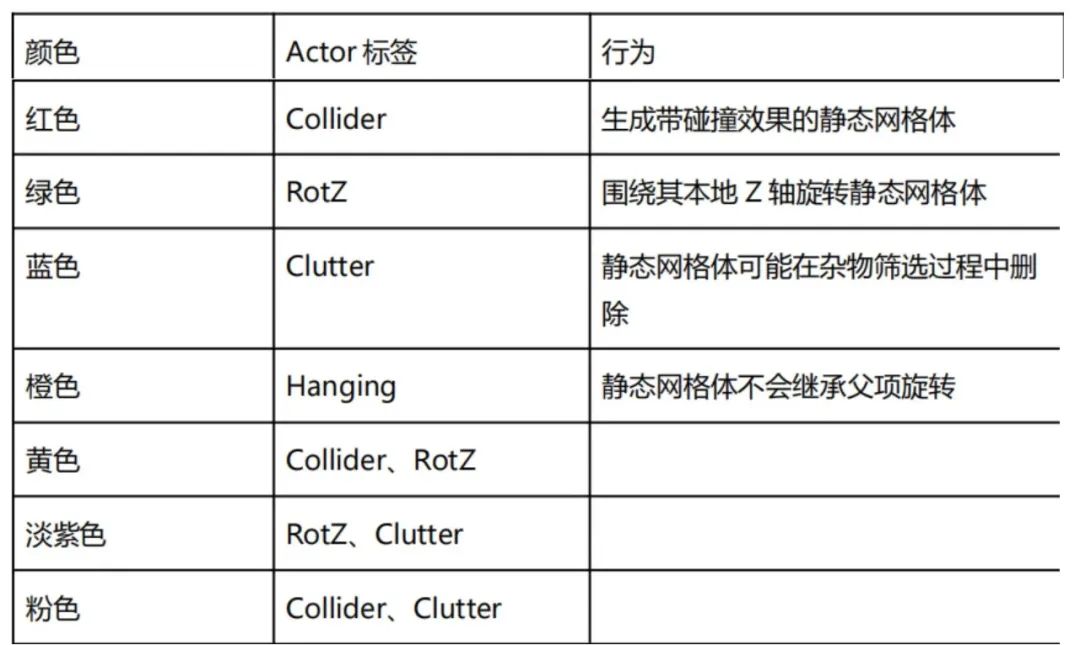 颜色 Actor 标签 行为
红色 Collider 生成带碰撞效果的静态网格体
绿色 RotZ 围绕其本地 Z 轴旋转静态网格体
蓝色 Clutter 静态网格体可能在杂物筛选过程中删
除
橙色 Hanging 静态网格体不会继承父项旋转
黄色 Collider、RotZ
淡紫色 RotZ、Clutter
粉色 Collider、Clutter